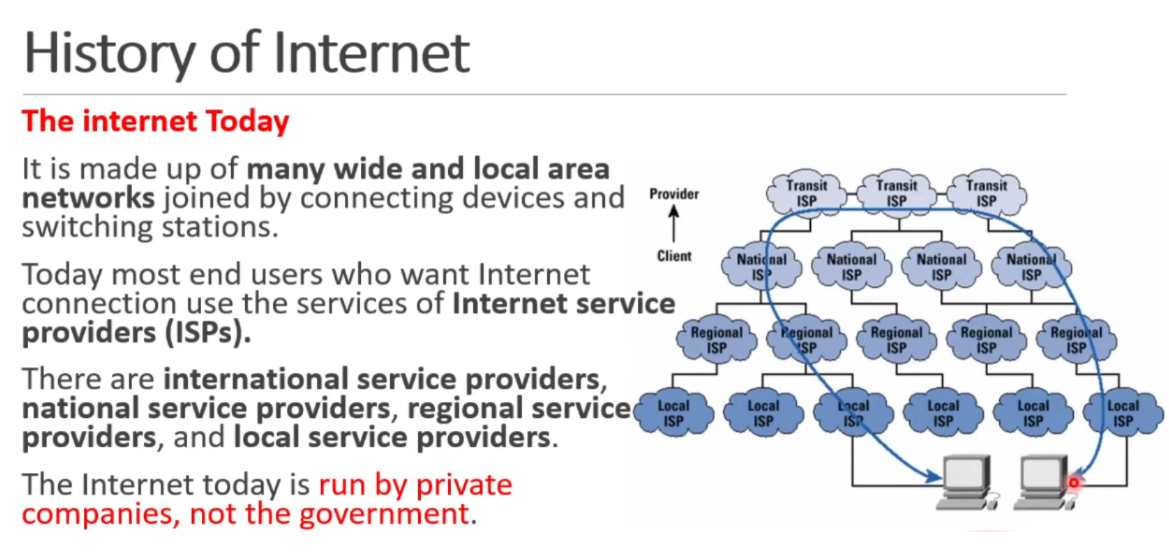 History of Internet
The internet Today
It is made up of many wide and local area
networks joined by connecting devices and
switching stations.
Today most end users who want Internet
connection use the services of Internet service
providers (ISPs).
There are international service providers,
national service providers, regional service
providers, and local service providers.
The Internet today is run by private
companies, not the government.
Provider
Client
Transit
ISP
Transit
ISP
Transit
ISP
National
ISP
National
ISP
National
ISP
National
ISP
Regional
ISP
Regional
ISP
Regional
ISP
Regional
ISP
Regional
ISP
Local
ISP
Local
ISP
Local
ISP
Local
ISP
Local
ISP
Local
ISP